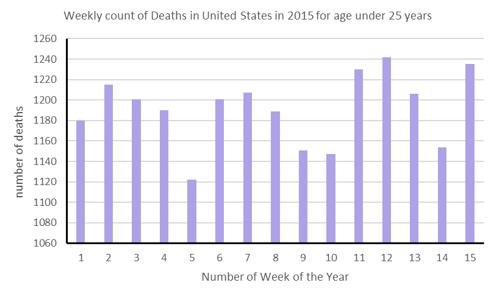 Weekly count of Deaths in United States in 2015 for age under 25 years
1260
1240
1220
1200
1180
1160
1140
1120
1100
1080
1060
number of deaths
1 2 3 4 5 6 7 8 9 10 11 12 13 14 15
Number of Week of the Year